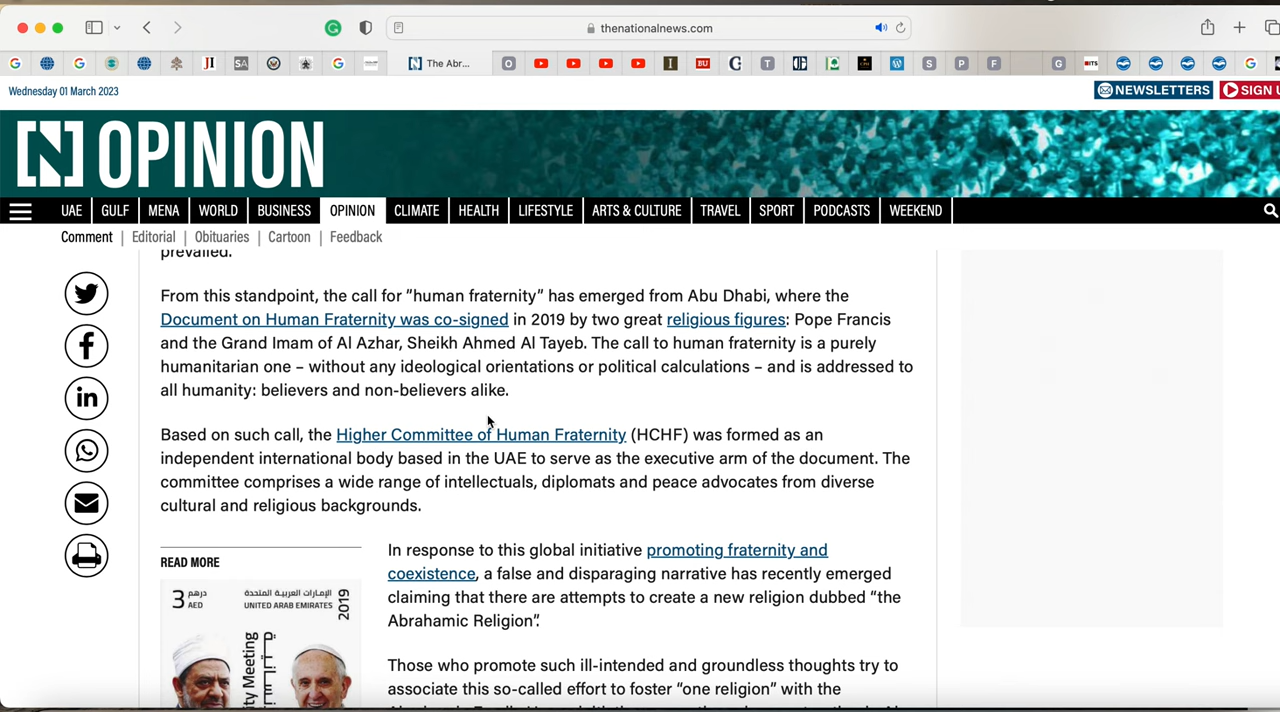 thenationalnews.com
G
G
JI
SA
G
The Abr...
O
BU
G
T
S
P
F
G
BITS
G
Wednesday 01 March 2023
NEWSLETTERS
SIGN U
N OPINION
UAE GULF MENA WORLD BUSINESS OPINION CLIMATE HEALTH LIFESTYLE ARTS & CULTURE TRAVEL SPORT PODCASTS WEEKEND
Comment | Editorial | Obituaries | Cartoon | Feedback
prevailed.
From this standpoint, the call for "human fraternity" has emerged from Abu Dhabi, where the
Document on Human Fraternity was co-signed in 2019 by two great religious figures: Pope Francis
and the Grand Imam of Al Azhar, Sheikh Ahmed Al Tayeb. The call to human fraternity is a purely
humanitarian one – without any ideological orientations or political calculations – and is addressed to
all humanity: believers and non-believers alike.
Based on such call, the Higher Committee of Human Fraternity (HCHF) was formed as an
independent international body based in the UAE to serve as the executive arm of the document. The
committee comprises a wide range of intellectuals, diplomats and peace advocates from diverse
cultural and religious backgrounds.
READ MORE
3 درهم
AED
الإمارات العربية المتحدة
UNITED ARAB EMIRATES
2019
ity Meeting
In response to this global initiative promoting fraternity and
coexistence, a false and disparaging narrative has recently emerged
claiming that there are attempts to create a new religion dubbed "the
Abrahamic Religion".
Those who promote such ill-intended and groundless thoughts try to
associate this so-called effort to foster "one religion" with the